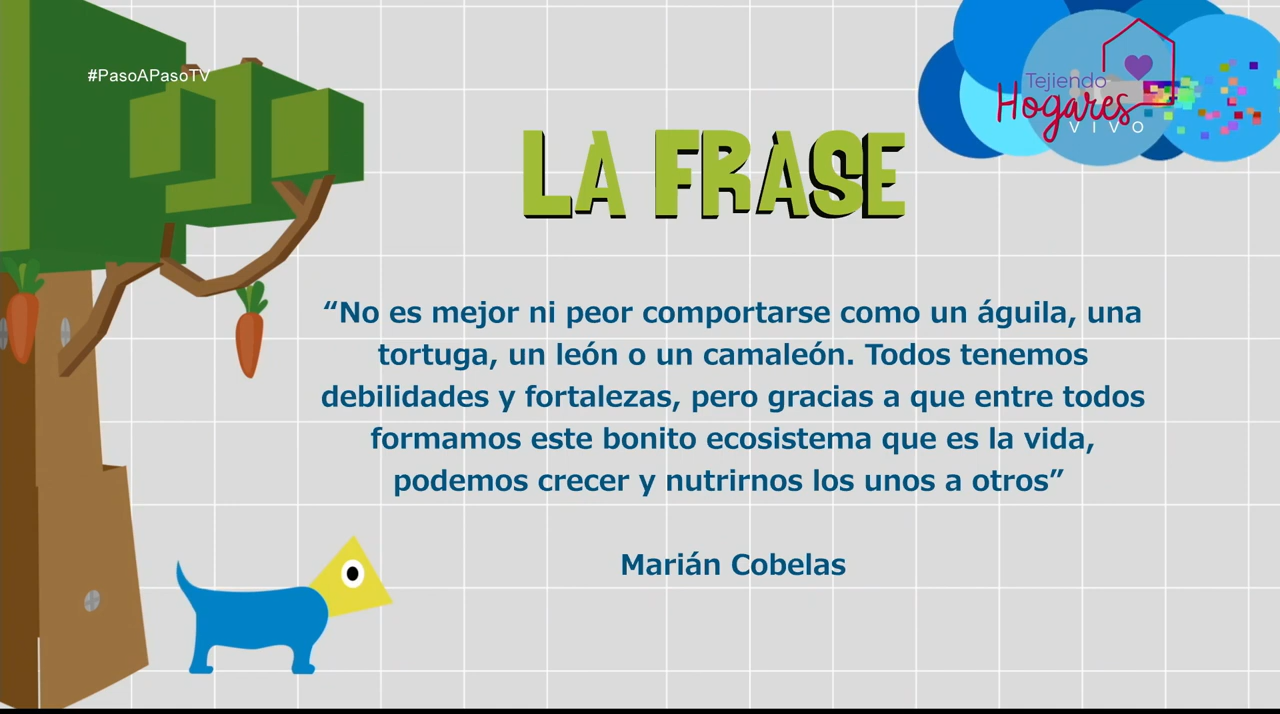 #PasoAPasoTV
Tejiendo
Hogares
VIVO
LA FRASE
“No es mejor ni peor comportarse como un águila, una
tortuga, un león o un camaleón. Todos tenemos
debilidades y fortalezas, pero gracias a que entre todos
formamos este bonito ecosistema que es la vida,
podemos crecer y nutrirnos los unos a otros”
Marián Cobelas